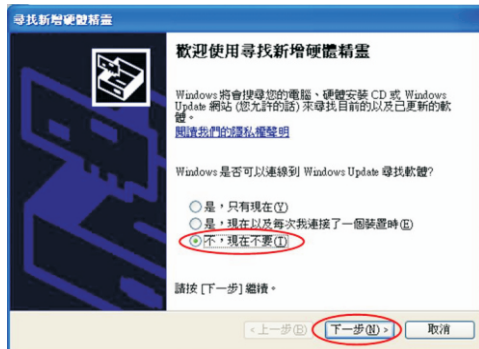 尋找新增硬體精靈
歡迎使用尋找新增硬體精靈
Windows 將會搜尋您的電腦、硬體安裝 CD 或 Windows
Update 網站 (您允許的話) 來尋找目前的以及已更新的軟
體。
閱讀我們的隱私權聲明
Windows 是否可以連線到 Windows Update 尋找軟體?
是，只有現在(Y)
是，現在以及每次我連接了一個裝置時(E)
不，現在不要(T)
請按 [下一步] 繼續。
<上一步(B) 下一步(N)> 取消